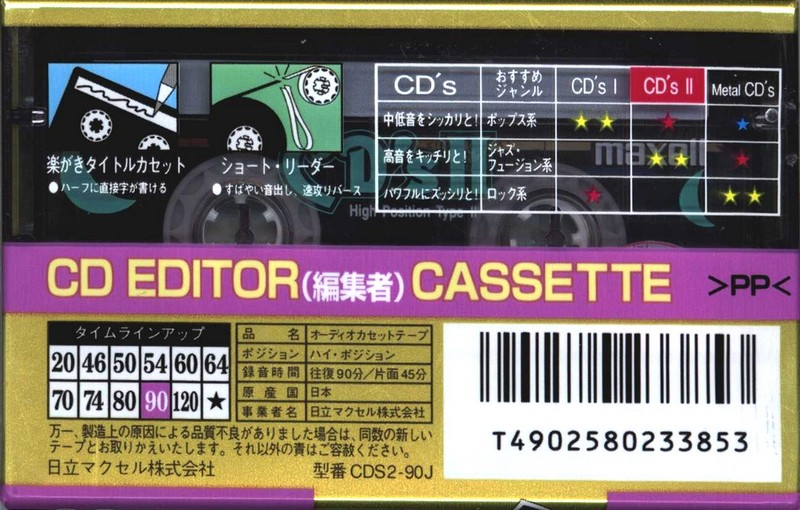 CD's おすすめジャンル CD's I CD's II Metal CD's
中低音をシッカリと! ポップス系 ★★ ★ ★
高音をキッチリと! ジャズ・フュージョン系 ★★ ★
パワフルにズッシリと! ロック系 ★ ★★
楽がきタイトルカセット
●ハーフに直接字が書ける
ショート・リーダー
●すばやい音出し、速攻リバース
maxell
CD's II
High Position Type II
CD EDITOR(編集者) CASSETTE >PP<
タイムラインアップ
20 46 50 54 60 64
70 74 80 90 120 ★
品名 オーディオカセットテープ
ポジション ハイ・ポジション
録音時間 往復90分/片面45分
原産国 日本
事業者名 日立マクセル株式会社
万一、製造上の原因による品質不良がありました場合は、同数の新しい
テープとお取りかえいたします。それ以外の責はご容赦ください。
日立マクセル株式会社 型番 CDS2-90J
T4902580233853